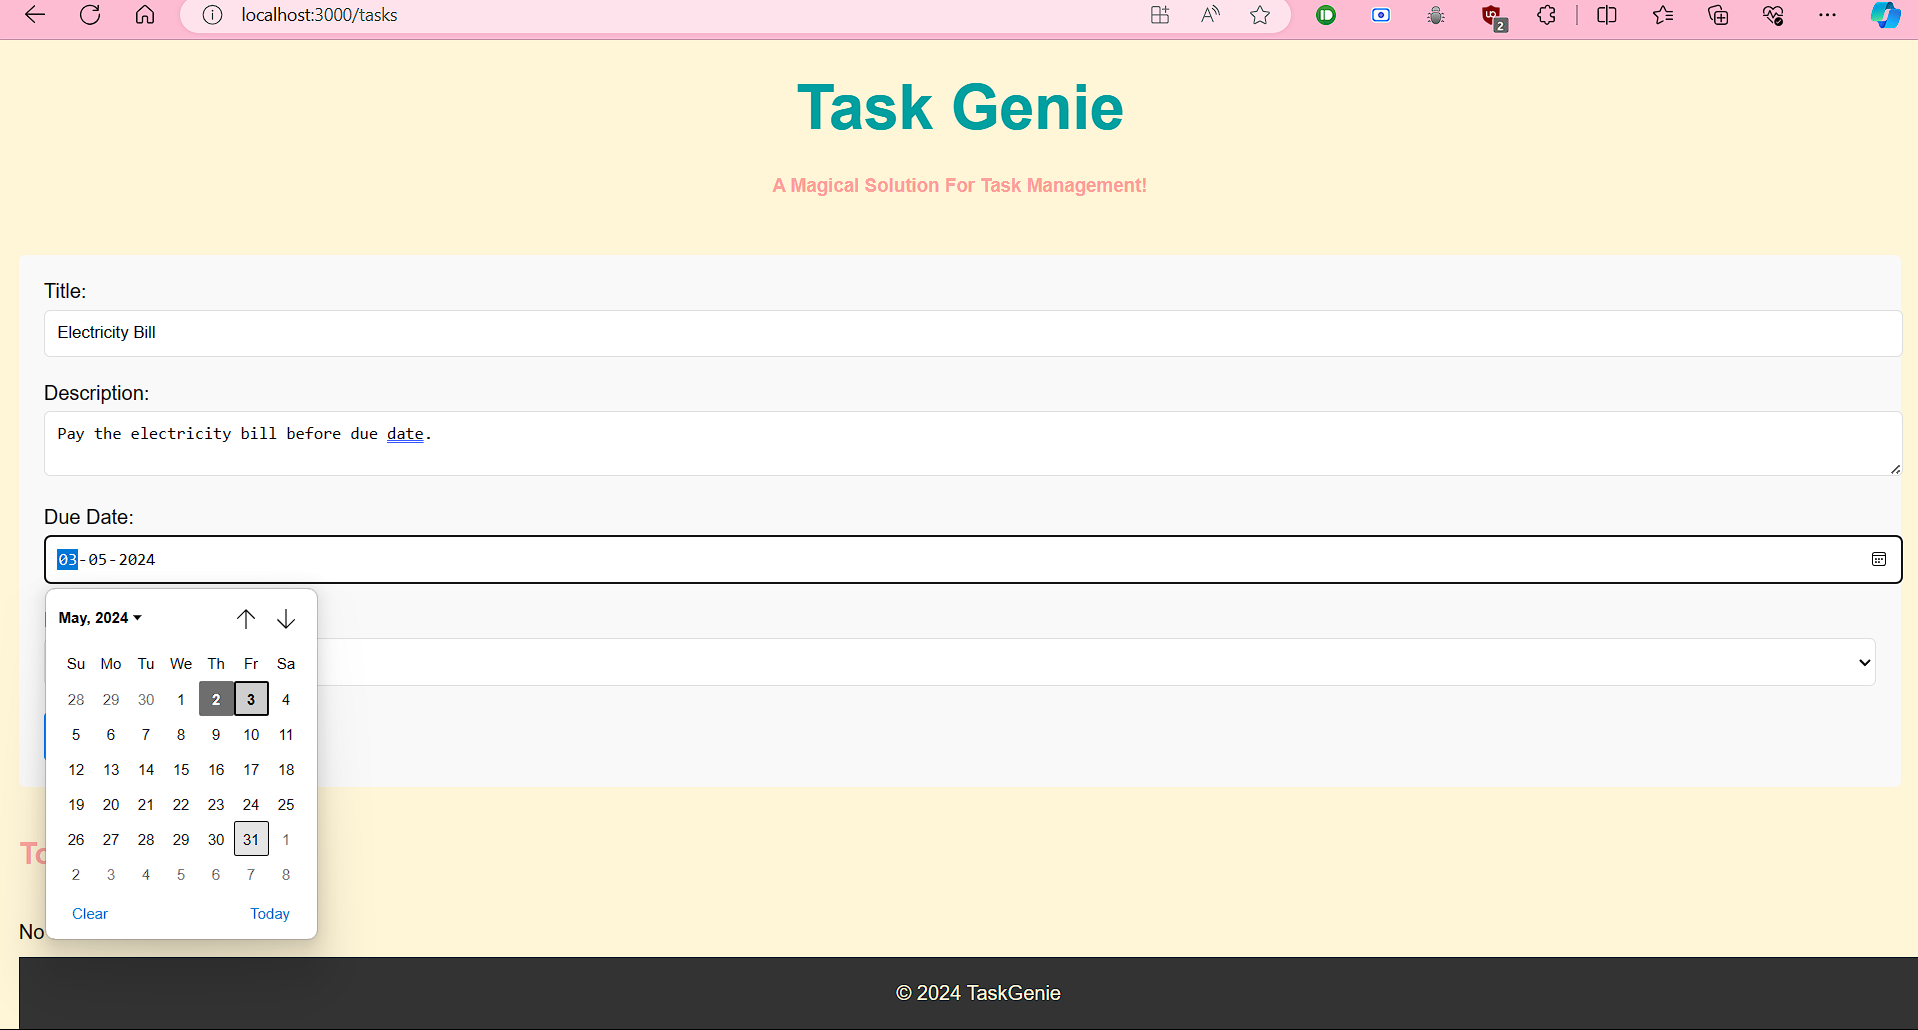 localhost:3000/tasks
2
Task Genie
A Magical Solution For Task Management!
Title:
Electricity Bill
Description:
Pay the electricity bill before due date.
Due Date:
03-05-2024
May, 2024
Su Mo Tu We Th Fr Sa
28 29 30 1 2 3 4
5 6 7 8 9 10 11
12 13 14 15 16 17 18
19 20 21 22 23 24 25
26 27 28 29 30 31 1
2 3 4 5 6 7 8
Clear Today
No
© 2024 TaskGenie